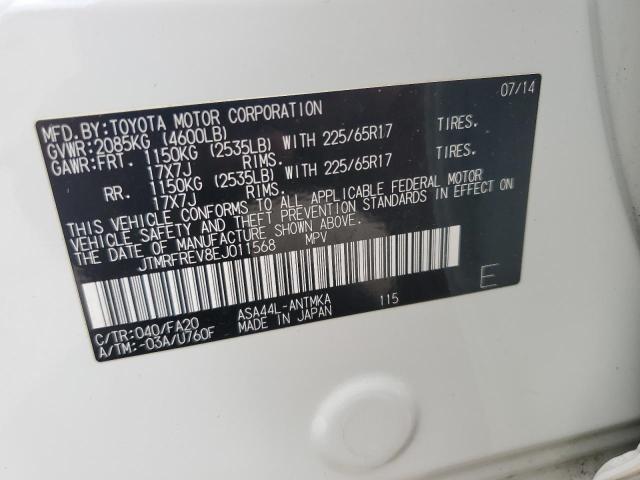 MFD.BY:TOYOTA MOTOR CORPORATION 07/14
GVWR:2085KG (4600LB)
GAWR:FRT. 1150KG (2535LB) WITH 225/65R17 TIRES.
17X7J RIMS.
RR. 1150KG (2535LB) WITH 225/65R17 TIRES.
17X7J RIMS.
THIS VEHICLE CONFORMS TO ALL APPLICABLE FEDERAL MOTOR
VEHICLE SAFETY AND THEFT PREVENTION STANDARDS IN EFFECT ON
THE DATE OF MANUFACTURE SHOWN ABOVE.
JTMRFREV8EJ011568 MPV
C/TR:040/FA20 ASA44L-ANTMKA 115 E
A/TM:-03A/U760F MADE IN JAPAN